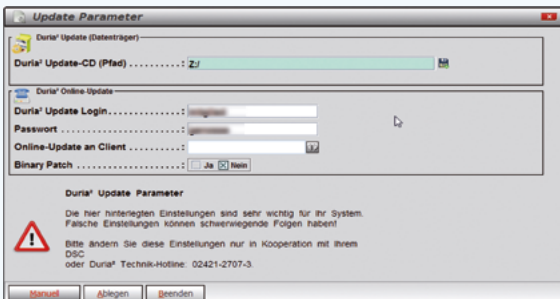 Update Parameter
Duria² Update (Datenträger)
Duria² Update-CD (Pfad) . . . . . . . . . . : Z:/
Duria² Online-Update
Duria² Update Login. . . . . . . . . . . . . . :
Passwort . . . . . . . . . . . . . . . . . . . . . . . :
Online-Update an Client . . . . . . . . . . :
Binary Patch . . . . . . . . . . . . . . . . . . . : Ja Nein
Duria² Update Parameter
Die hier hinterlegten Einstellungen sind sehr wichtig für Ihr System.
Falsche Einstellungen können schwerwiegende Folgen haben!
Bitte ändern Sie diese Einstellungen nur in Kooperation mit Ihrem
DSC
oder Duria² Technik-Hotline: 02421-2707-3.
Manuell Ablegen Beenden